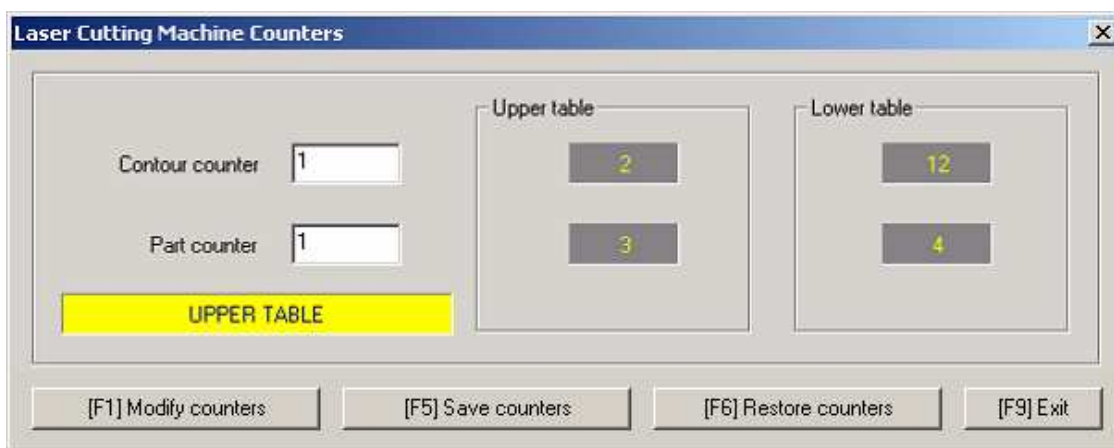 Laser Cutting Machine Counters
Upper table
Lower table
Contour counter 1 2 12
Part counter 1 3 4
UPPER TABLE
[F1] Modify counters [F5] Save counters [F6] Restore counters [F9] Exit